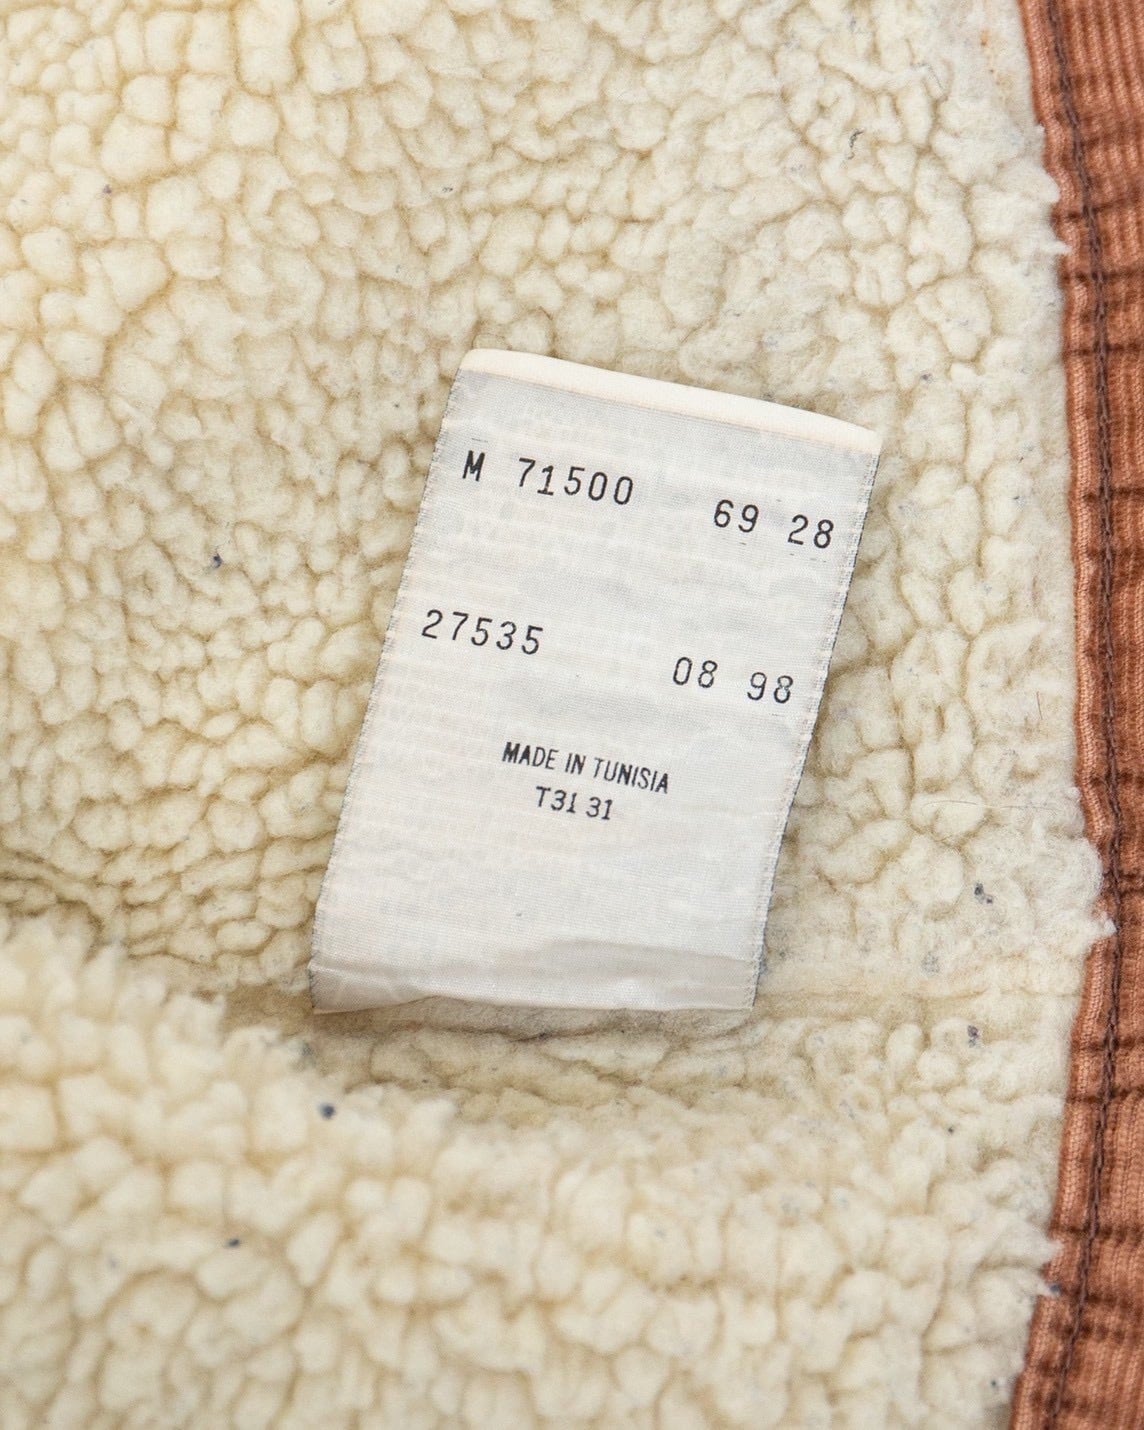 M 71500 69 28
27535 08 98
MADE IN TUNISIA
T31 31